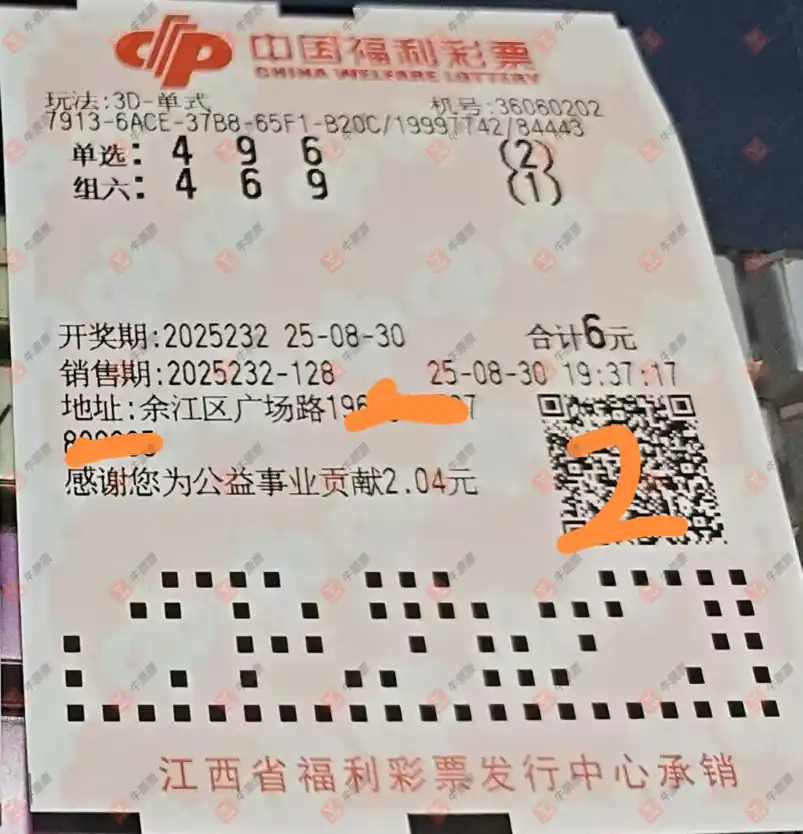 中国福利彩票
CHINA WELFARE LOTTERY
玩法:3D-单式 机号:36060202
7913-6ACE-37B8-65F1-B20C/19997742/84443
单选: 4 9 6 (2)
组六: 4 6 9 (1)
开奖期:2025232 25-08-30 合计6元
销售期:2025232-128 25-08-30 19:37:17
地址:余江区广场路196
感谢您为公益事业贡献2.04元
2
江西省福利彩票发行中心承销